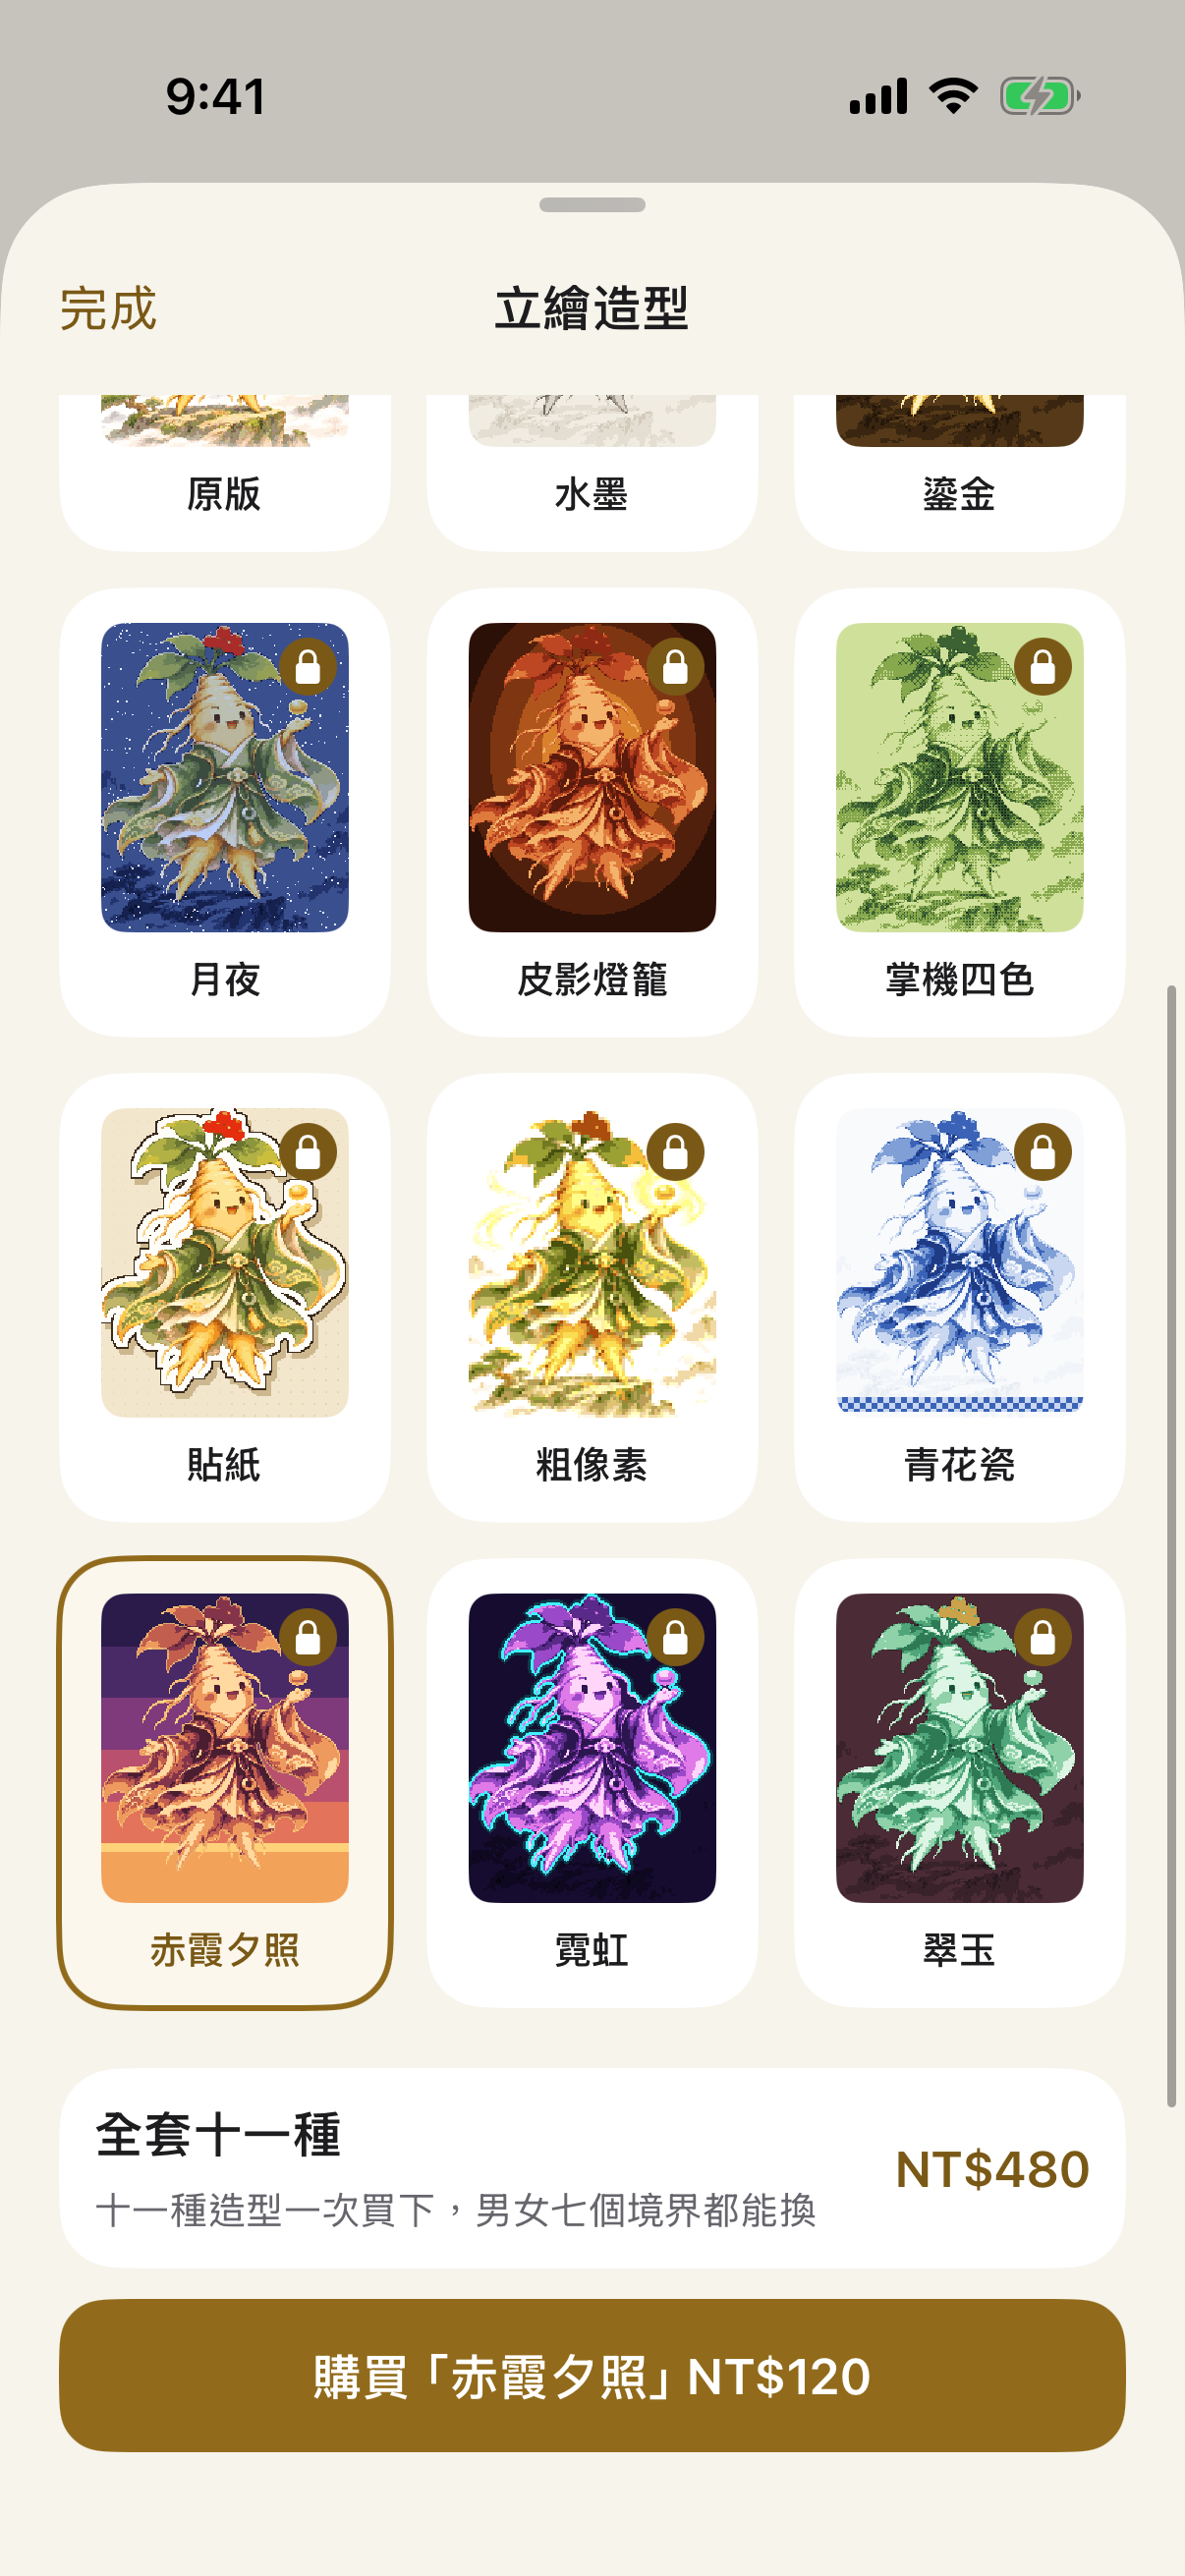 9:41
完成
立繪造型
原版
水墨
鎏金
月夜
皮影燈籠
掌機四色
貼紙
粗像素
青花瓷
赤霞夕照
霓虹
翠玉
全套十一種
NT$480
十一種造型一次買下，男女七個境界都能換
購買「赤霞夕照」NT$120